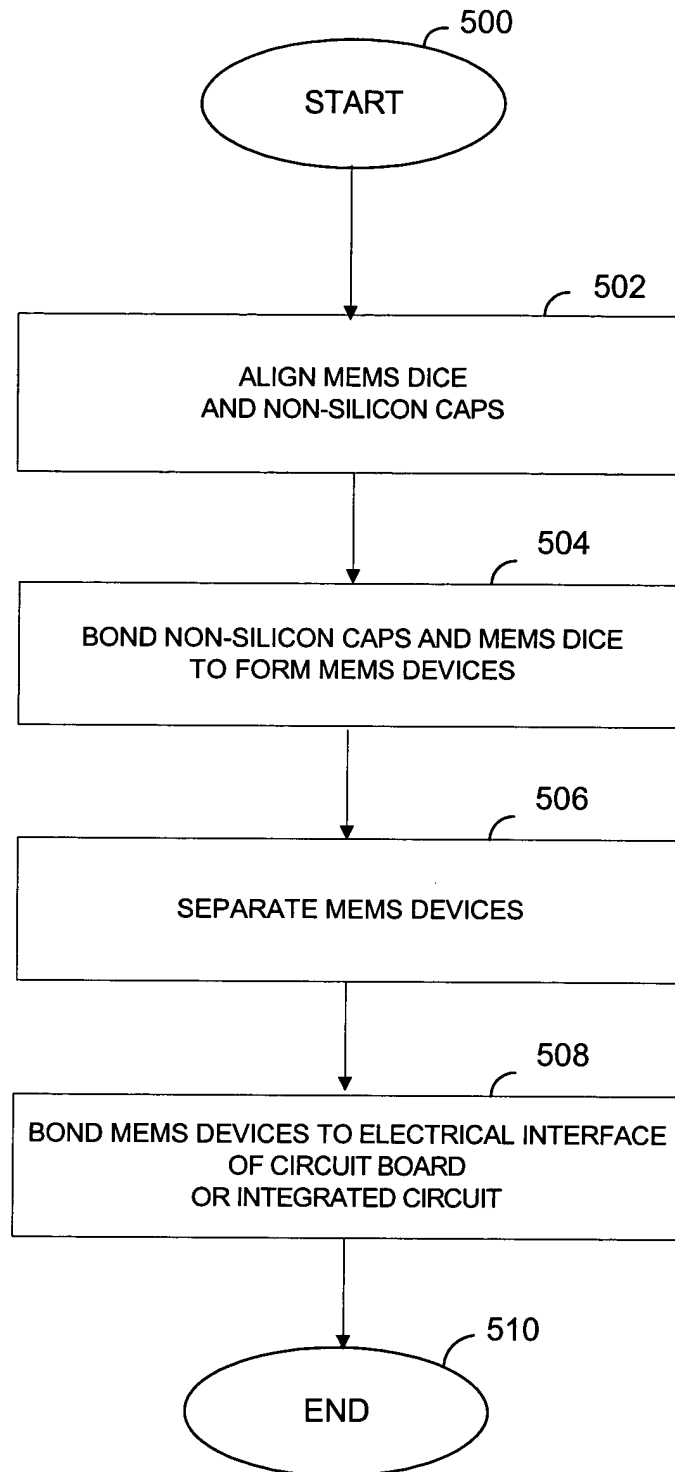 500
START
502
ALIGN MEMS DICE
AND NON-SILICON CAPS
504
BOND NON-SILICON CAPS AND MEMS DICE
TO FORM MEMS DEVICES
506
SEPARATE MEMS DEVICES
508
BOND MEMS DEVICES TO ELECTRICAL INTERFACE
OF CIRCUIT BOARD
OR INTEGRATED CIRCUIT
510
END